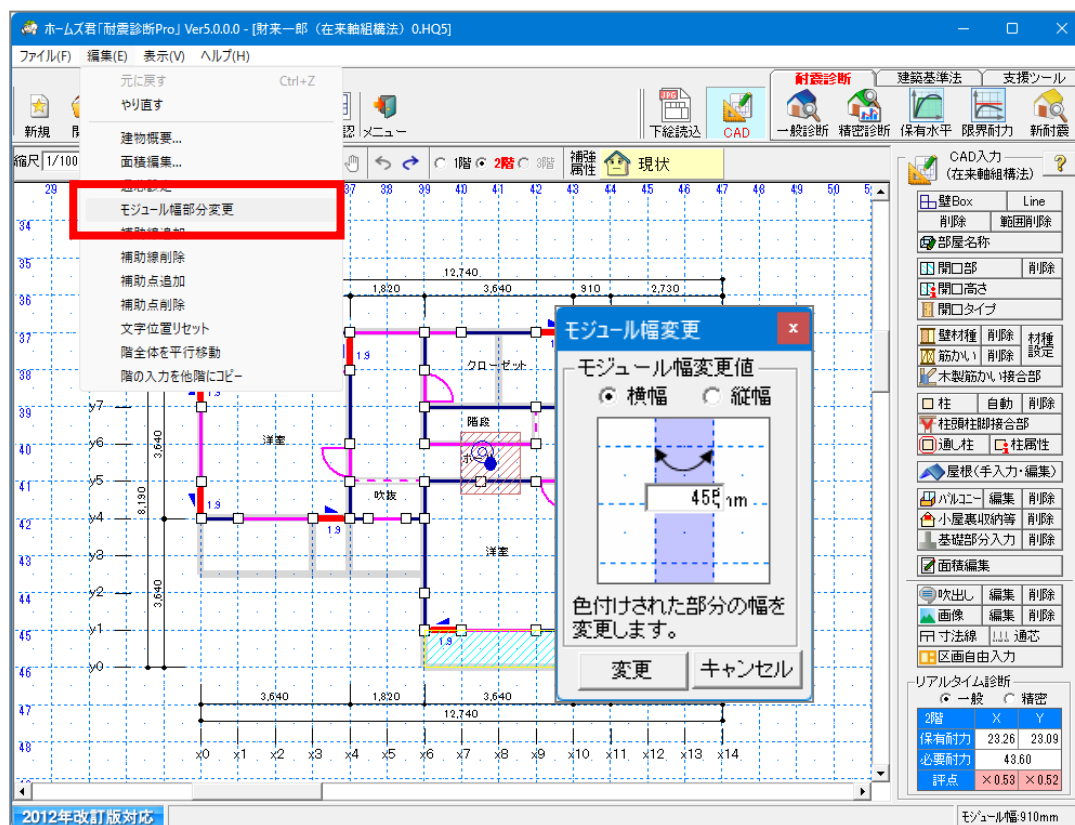 ホームズ君「耐震診断Pro」Ver5.0.0.0 - [財来一郎（在来軸組構法）0.HQ5]
ファイル(F) 編集(E) 表示(V) ヘルプ(H)
元に戻す Ctrl+Z
やり直す
建物概要...
面積編集...
モジュール幅部分変更
補助線削除
補助点追加
補助点削除
文字位置リセット
階全体を平行移動
階の入力を他階にコピー
新規
メニュー
下絵読込 CAD
耐震診断 建築基準法 支援ツール
一般診断 精密診断 保有水平 限界耐力 新耐震
縮尺 1/100
1階 2階 3階 補強属性 現状
29 37 38 39 40 41 42 43 44 45 46 47 48 49 50
34
35
36
37
38
39
40
41
42
43
44
45
46
47
48
12,740
1,820 3,640 910 2,730
1.9
クローゼット
1.9
階段
洋室
吹抜
1.9
1.9
洋室
1.9
y7
y6
y5
y4
y3
y2
y1
y0
3,640
8,190
3,640
3,640 1,820 3,640
12,740
x0 x1 x2 x3 x4 x5 x6 x7 x8 x9 x10 x11 x12 x13 x14
モジュール幅変更 x
モジュール幅変更値
横幅 縦幅
455 mm
色付けされた部分の幅を
変更します。
変更 キャンセル
CAD入力
(在来軸組構法)
壁Box Line
削除 範囲削除
部屋名称
開口部 削除
開口高さ
開口タイプ
壁材種 削除 材種設定
筋かい 削除
木製筋かい接合部
柱 自動 削除
柱頭柱脚接合部
通し柱 柱属性
屋根(手入力・編集)
バルコニー 編集 削除
小屋裏収納等 削除
基礎部分入力 削除
面積編集
吹出し 編集 削除
画像 編集 削除
寸法線 通芯
区画自由入力
リアルタイム診断
一般 精密
2階 X Y
保有耐力 23.26 23.09
必要耐力 43.60
評点 ×0.53 ×0.52
2012年改訂版対応
モジュール幅:910mm